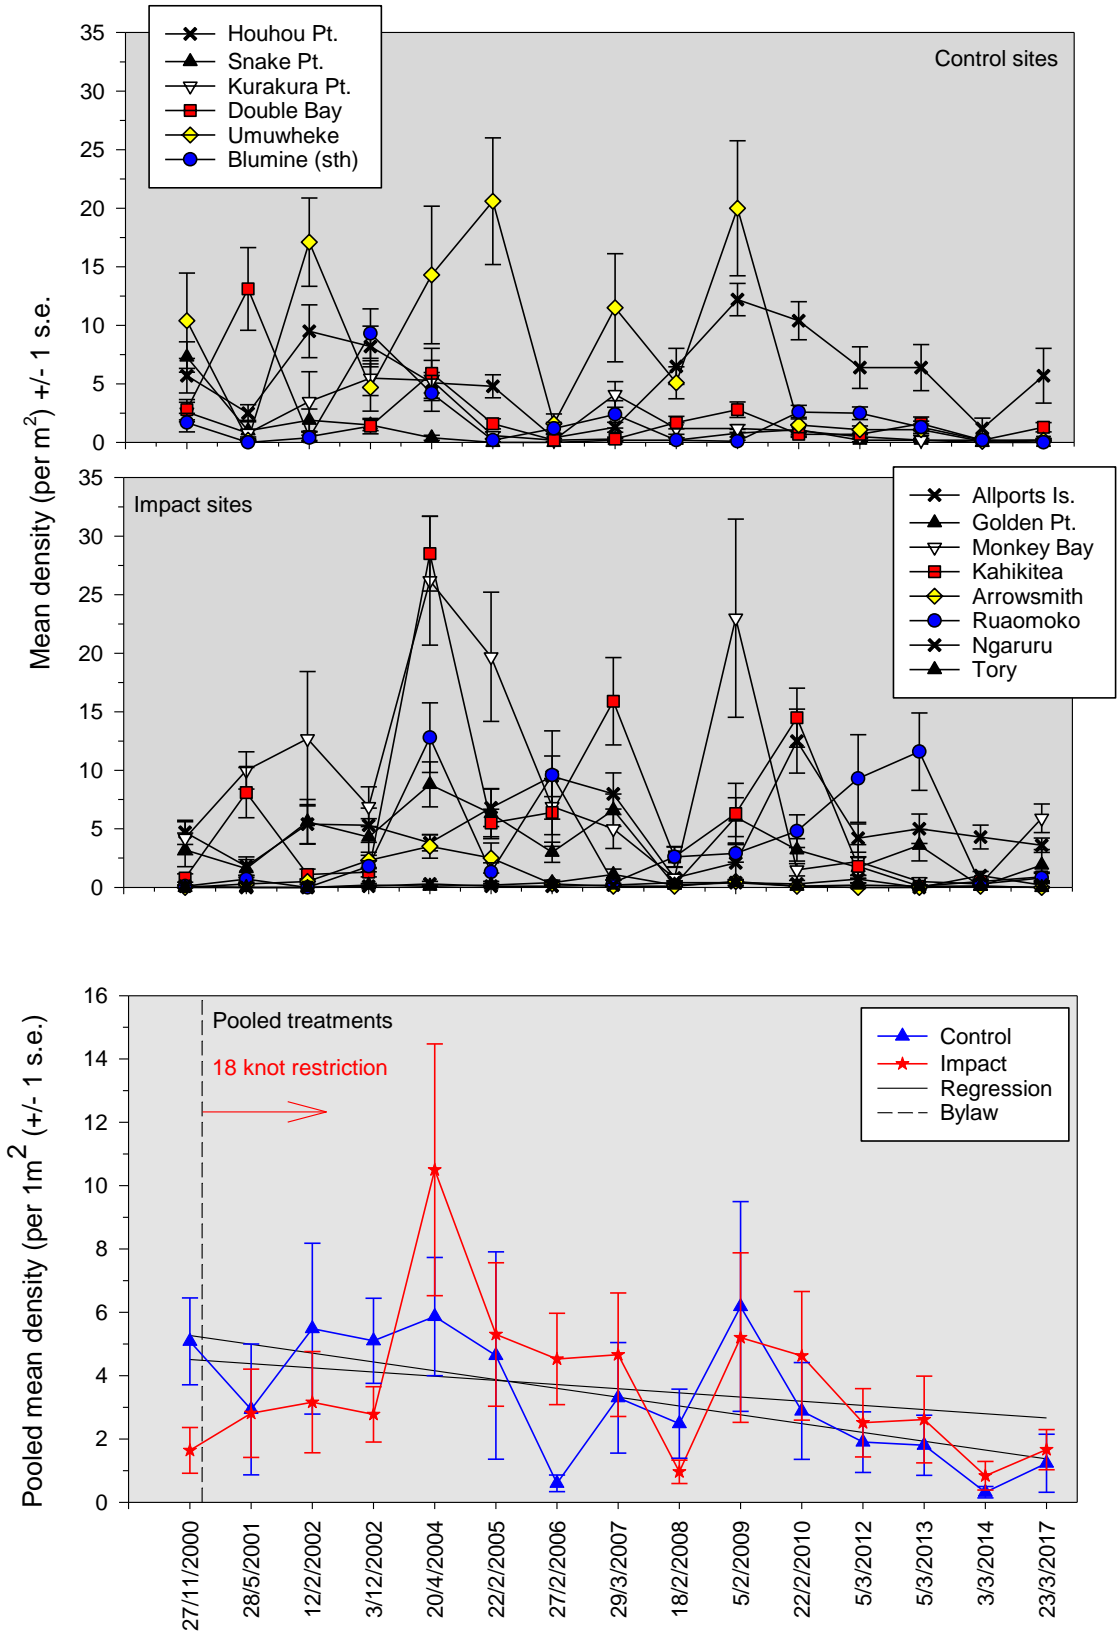 Houhou Pt.
Snake Pt.
Kurakura Pt.
Double Bay
Umuwheke
Blumine (sth)
Control sites
35
30
25
20
15
10
5
0
Mean density (per m2) +/- 1 s.e.
Impact sites
Allports Is.
Golden Pt.
Monkey Bay
Kahikitea
Arrowsmith
Ruaomoko
Ngaruru
Tory
35
30
25
20
15
10
5
0
Pooled mean density (per 1m2 (+/- 1 s.e.)
16
14
12
10
8
6
4
2
0
Pooled treatments
18 knot restriction
Control
Impact
Regression
Bylaw
27/11/2000
28/5/2001
12/2/2002
3/12/2002
20/4/2004
22/2/2005
27/2/2006
29/3/2007
18/2/2008
5/2/2009
22/2/2010
5/3/2012
5/3/2013
3/3/2014
23/3/2017